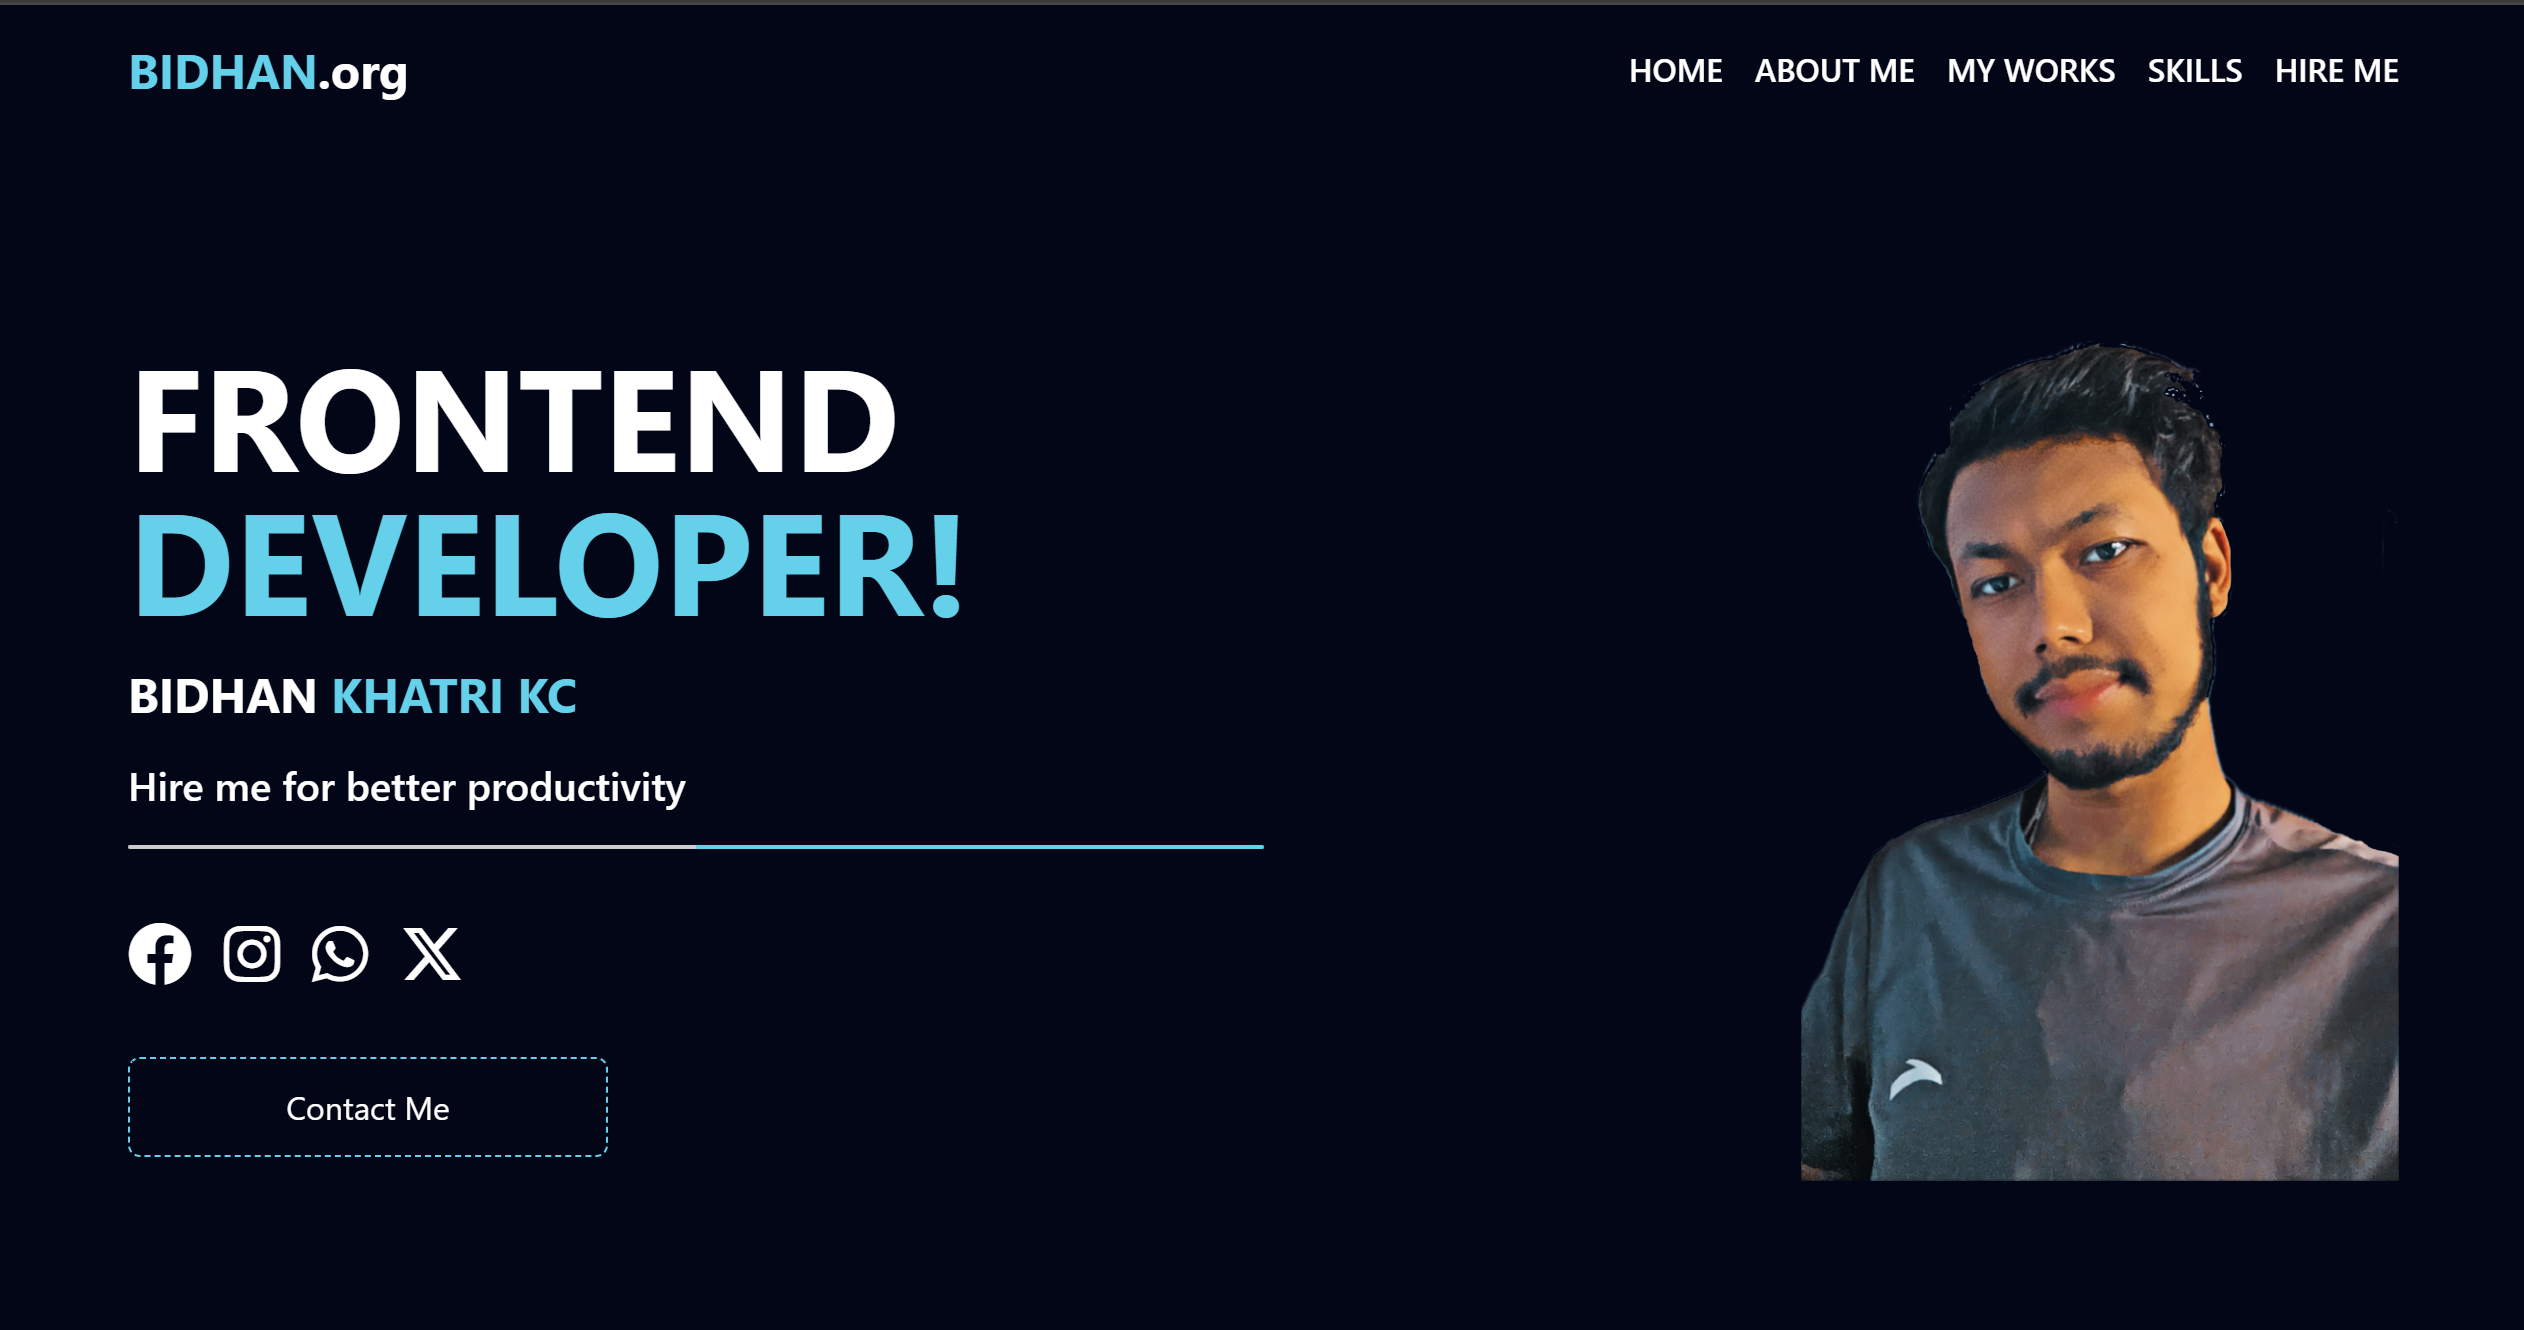 BIDHAN.org
HOME ABOUT ME MY WORKS SKILLS HIRE ME
FRONTEND
DEVELOPER!
BIDHAN KHATRI KC
Hire me for better productivity
Contact Me